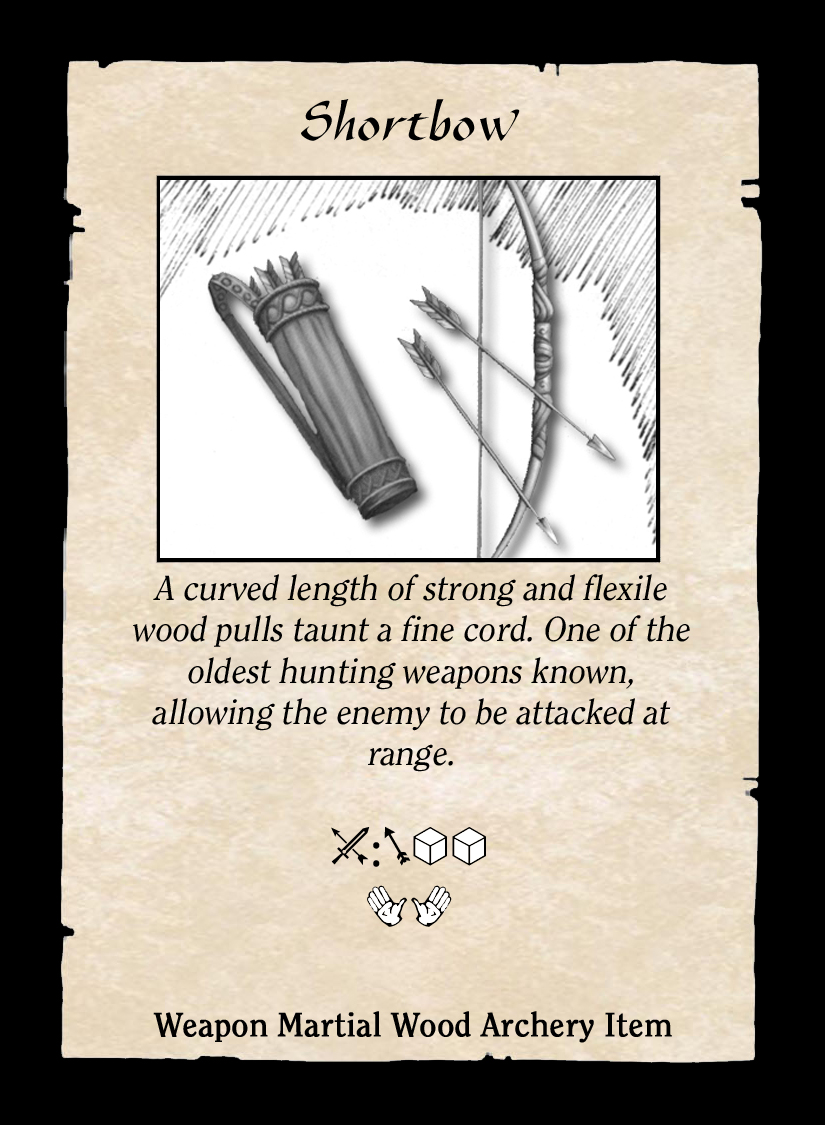 Shortbow
A curved length of strong and flexile
wood pulls taunt a fine cord. One of the
oldest hunting weapons known,
allowing the enemy to be attacked at
range.
:
Weapon Martial Wood Archery Item